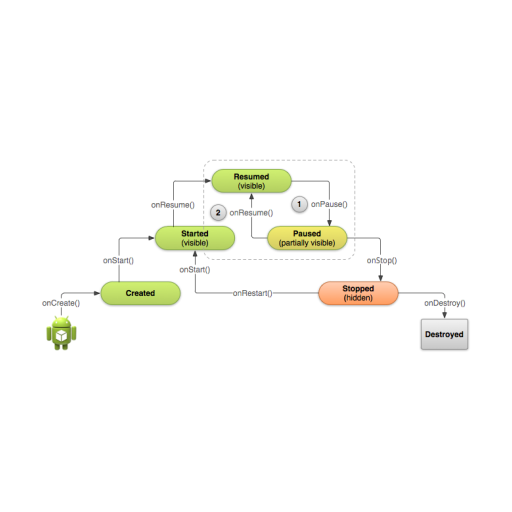 Resumed
(visible)
onResume()
1
onPause()
2
onResume()
Started
(visible)
Paused
(partially visible)
onStart()
onStart()
onStop()
Created
onRestart()
Stopped
(hidden)
onCreate()
onDestroy()
Destroyed